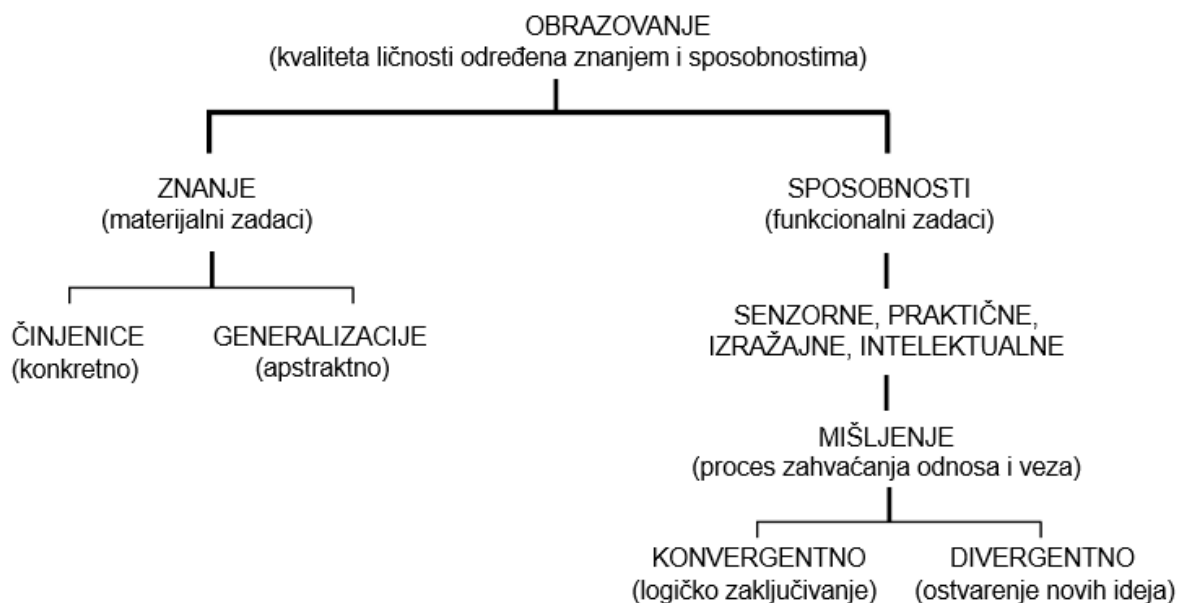 OBRAZOVANJE
(kvaliteta ličnosti određena znanjem i sposobnostima)
ZNANJE
(materijalni zadaci)
SPOSOBNOSTI
(funkcionalni zadaci)
ČINJENICE
(konkretno)
GENERALIZACIJE
(apstraktno)
SENZORNE, PRAKTIČNE,
IZRAŽAJNE, INTELEKTUALNE
MIŠLJENJE
(proces zahvaćanja odnosa i veza)
KONVERGENTNO
(logičko zaključivanje)
DIVERGENTNO
(ostvarenje novih ideja)